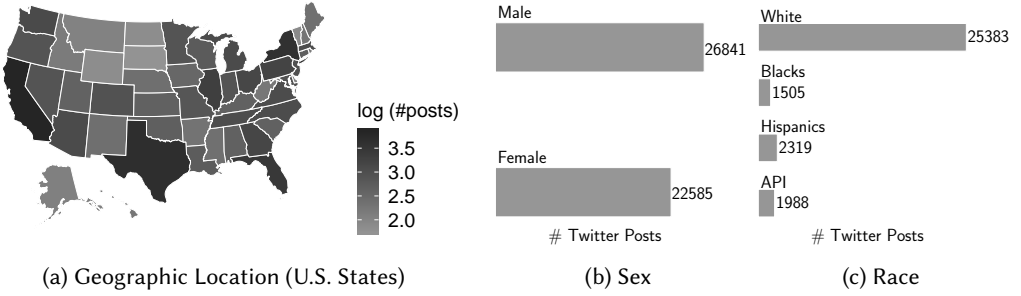 log (#posts)
3.5
3.0
2.5
2.0
(a) Geographic Location (U.S. States)
Male
26841
Female
22585
# Twitter Posts
(b) Sex
White
25383
Blacks
1505
Hispanics
2319
API
1988
# Twitter Posts
(c) Race